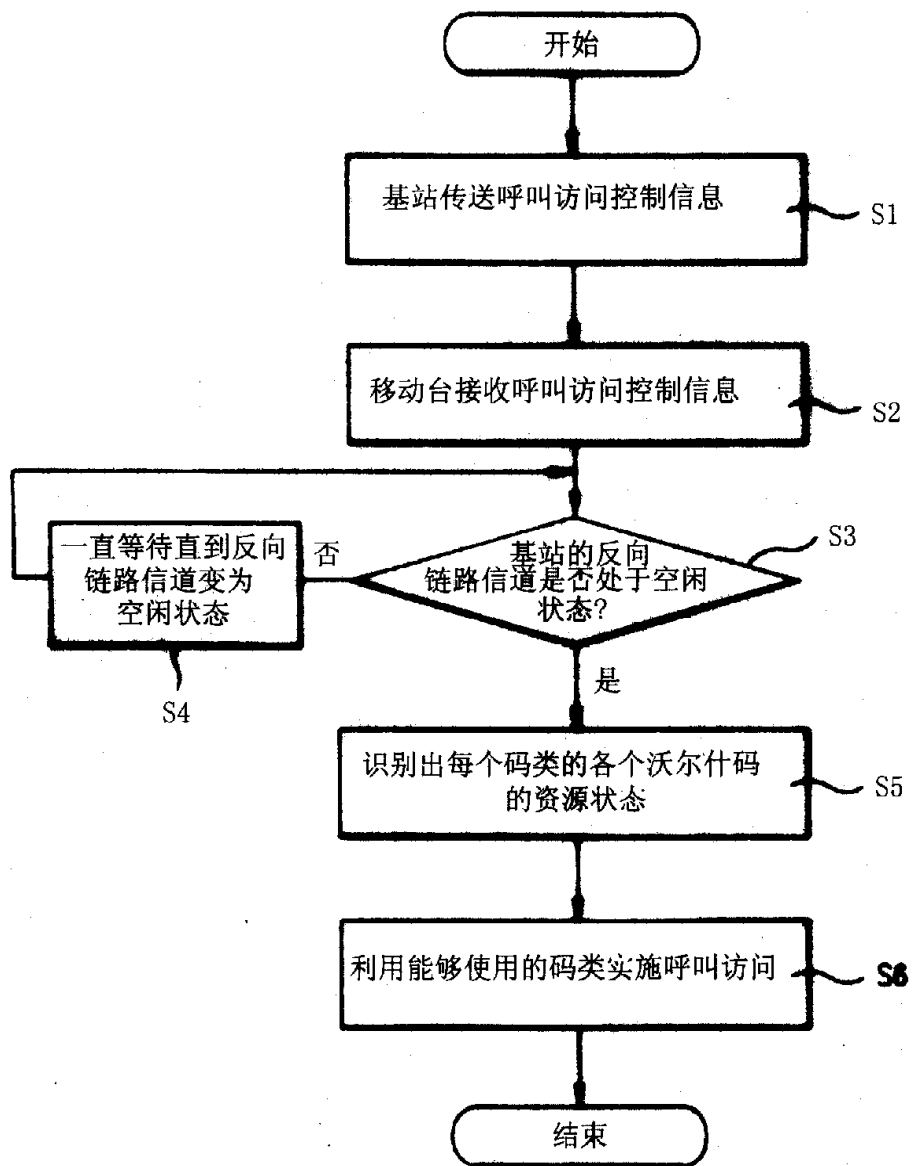 开始
基站传送呼叫访问控制信息
S1
移动台接收呼叫访问控制信息
S2
一直等待直到反向
链路信道变为
空闲状态
否
S4
基站的反向
链路信道是否处于空闲
状态?
S3
是
识别出每个码类的各个沃尔什码
的资源状态
S5
利用能够使用的码类实施呼叫访问
S6
结束